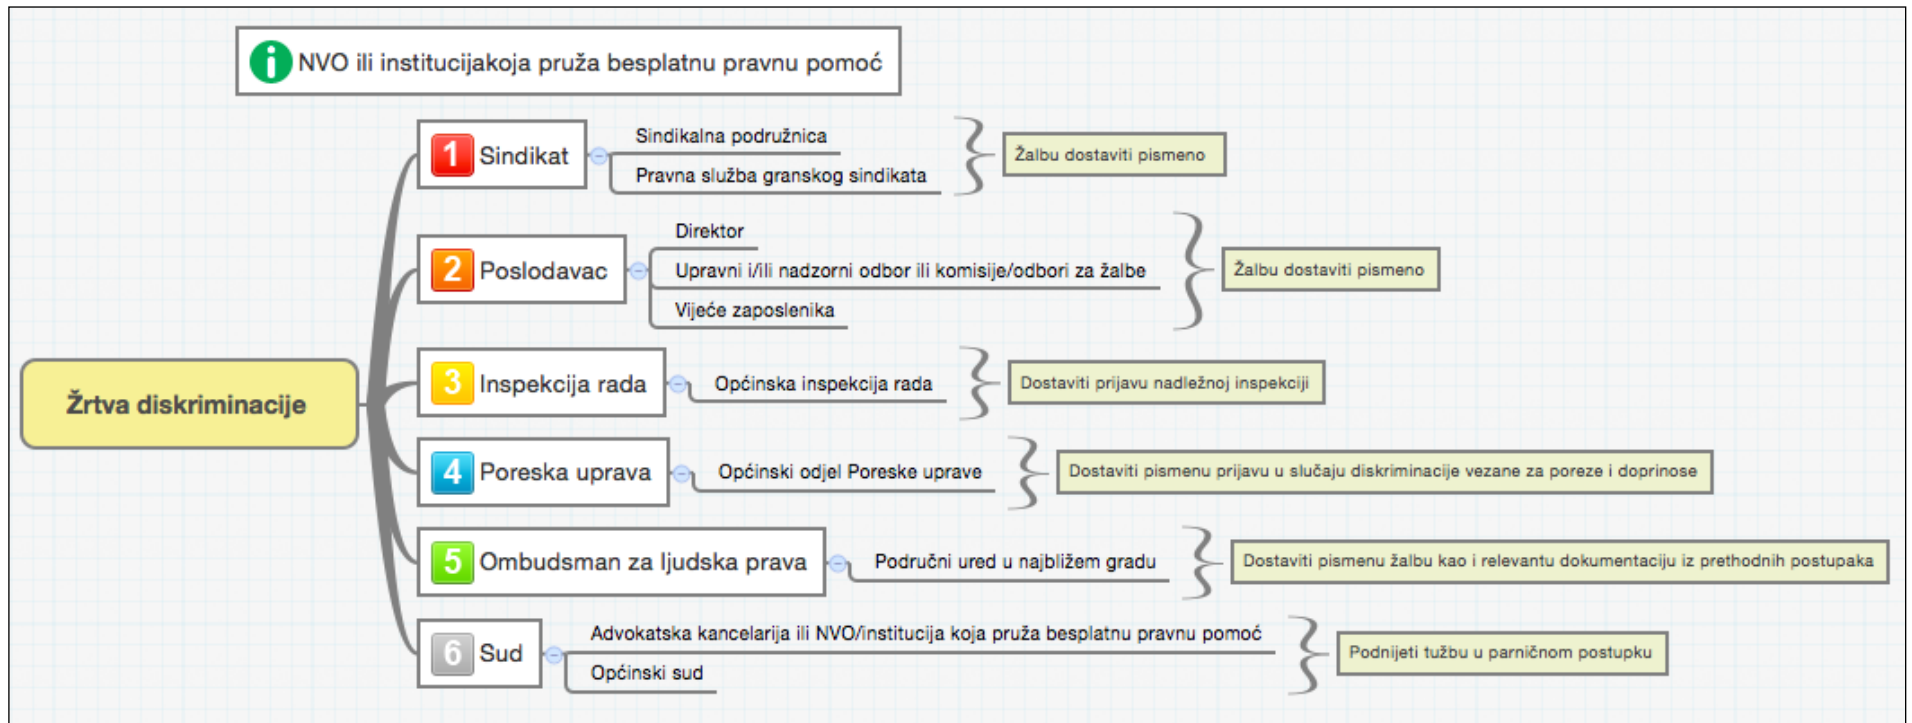 NVO ili institucijakoja pruža besplatnu pravnu pomoć
Žrtva diskriminacije
1 Sindikat
Sindikalna podružnica
Pravna služba granskog sindikata
Žalbu dostaviti pismeno
2 Poslodavac
Direktor
Upravni i/ili nadzorni odbor ili komisije/odbori za žalbe
Vijeće zaposlenika
Žalbu dostaviti pismeno
3 Inspekcija rada
Općinska inspekcija rada
Dostaviti prijavu nadležnoj inspekciji
4 Poreska uprava
Općinski odjel Poreske uprave
Dostaviti pismenu prijavu u slučaju diskriminacije vezane za poreze i doprinose
5 Ombudsman za ljudska prava
Područni ured u najbližem gradu
Dostaviti pismenu žalbu kao i relevantu dokumentaciju iz prethodnih postupaka
6 Sud
Advokatska kancelarija ili NVO/institucija koja pruža besplatnu pravnu pomoć
Općinski sud
Podnijeti tužbu u parničnom postupku